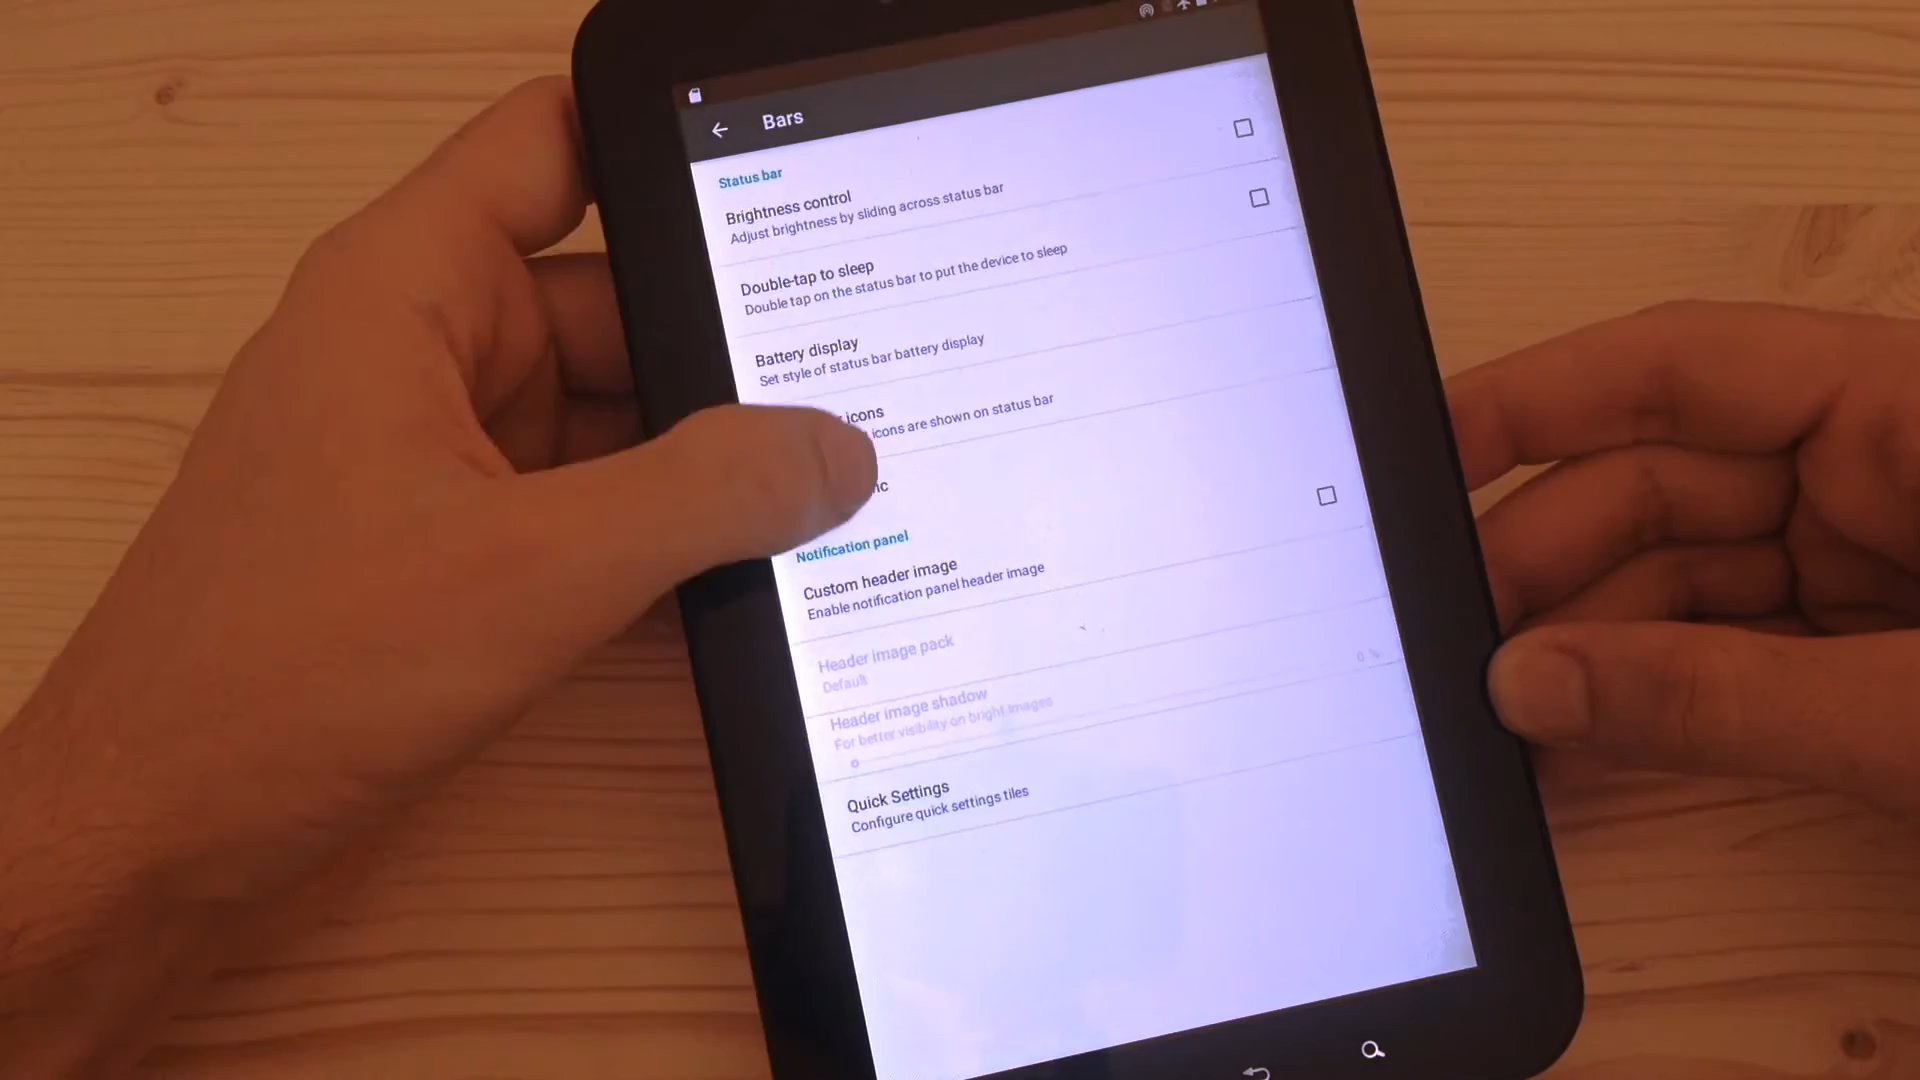 Bars
Status bar
Brightness control
Adjust brightness by sliding across status bar
Double-tap to sleep
Double tap on the status bar to put the device to sleep
Battery display
Set style of status bar battery display
icons
icons are shown on status bar
Notification panel
Custom header image
Enable notification panel header image
Header image pack
Default
Header image shadow
0 %
For better visibility on bright images
Quick Settings
Configure quick settings tiles